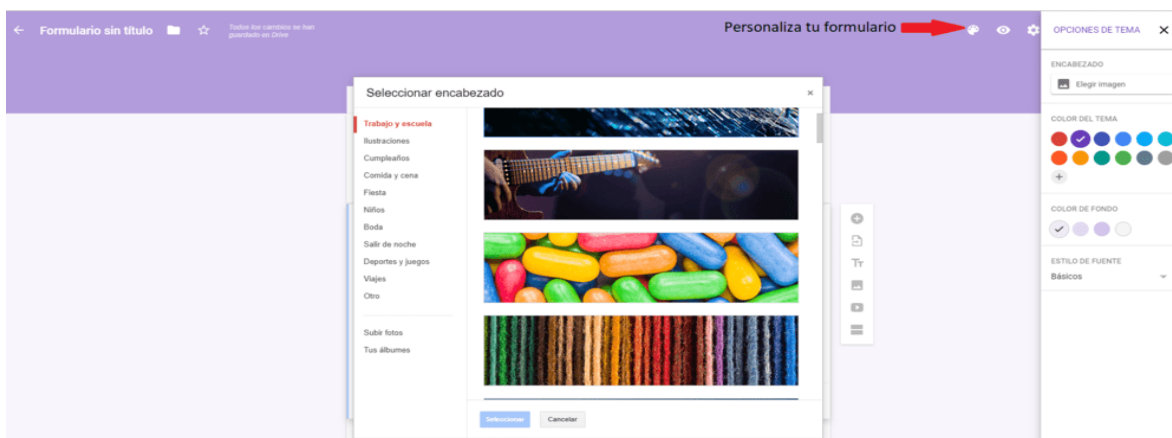 Formulario sin título
Todos los cambios se han
guardado en Drive
Personaliza tu formulario
OPCIONES DE TEMA
ENCABEZADO
Elegir imagen
COLOR DEL TEMA
COLOR DE FONDO
ESTILO DE FUENTE
Básicos
Seleccionar encabezado
Trabajo y escuela
Ilustraciones
Cumpleaños
Comida y cena
Fiesta
Niños
Boda
Salir de noche
Deportes y juegos
Viajes
Otro
Subir fotos
Tus álbumes
Seleccionar
Cancelar
Tт